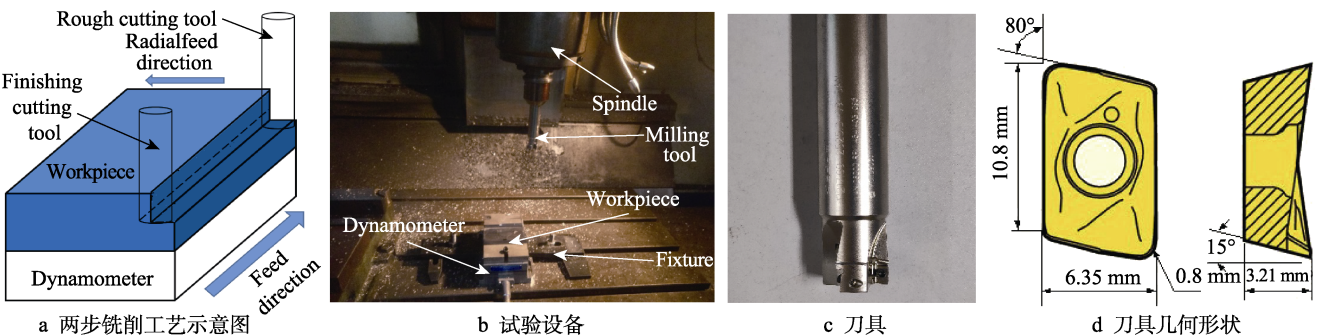 Rough cutting tool
Radialfeed
direction
Finishing
cutting
tool
Workpiece
Dynamometer
Feed
direction
a 两步铣削工艺示意图
Spindle
Milling
tool
Workpiece
Dynamometer
Fixture
b 试验设备
c 刀具
80°
10.8 mm
6.35 mm
0.8 mm
15°
3.21 mm
d 刀具几何形状